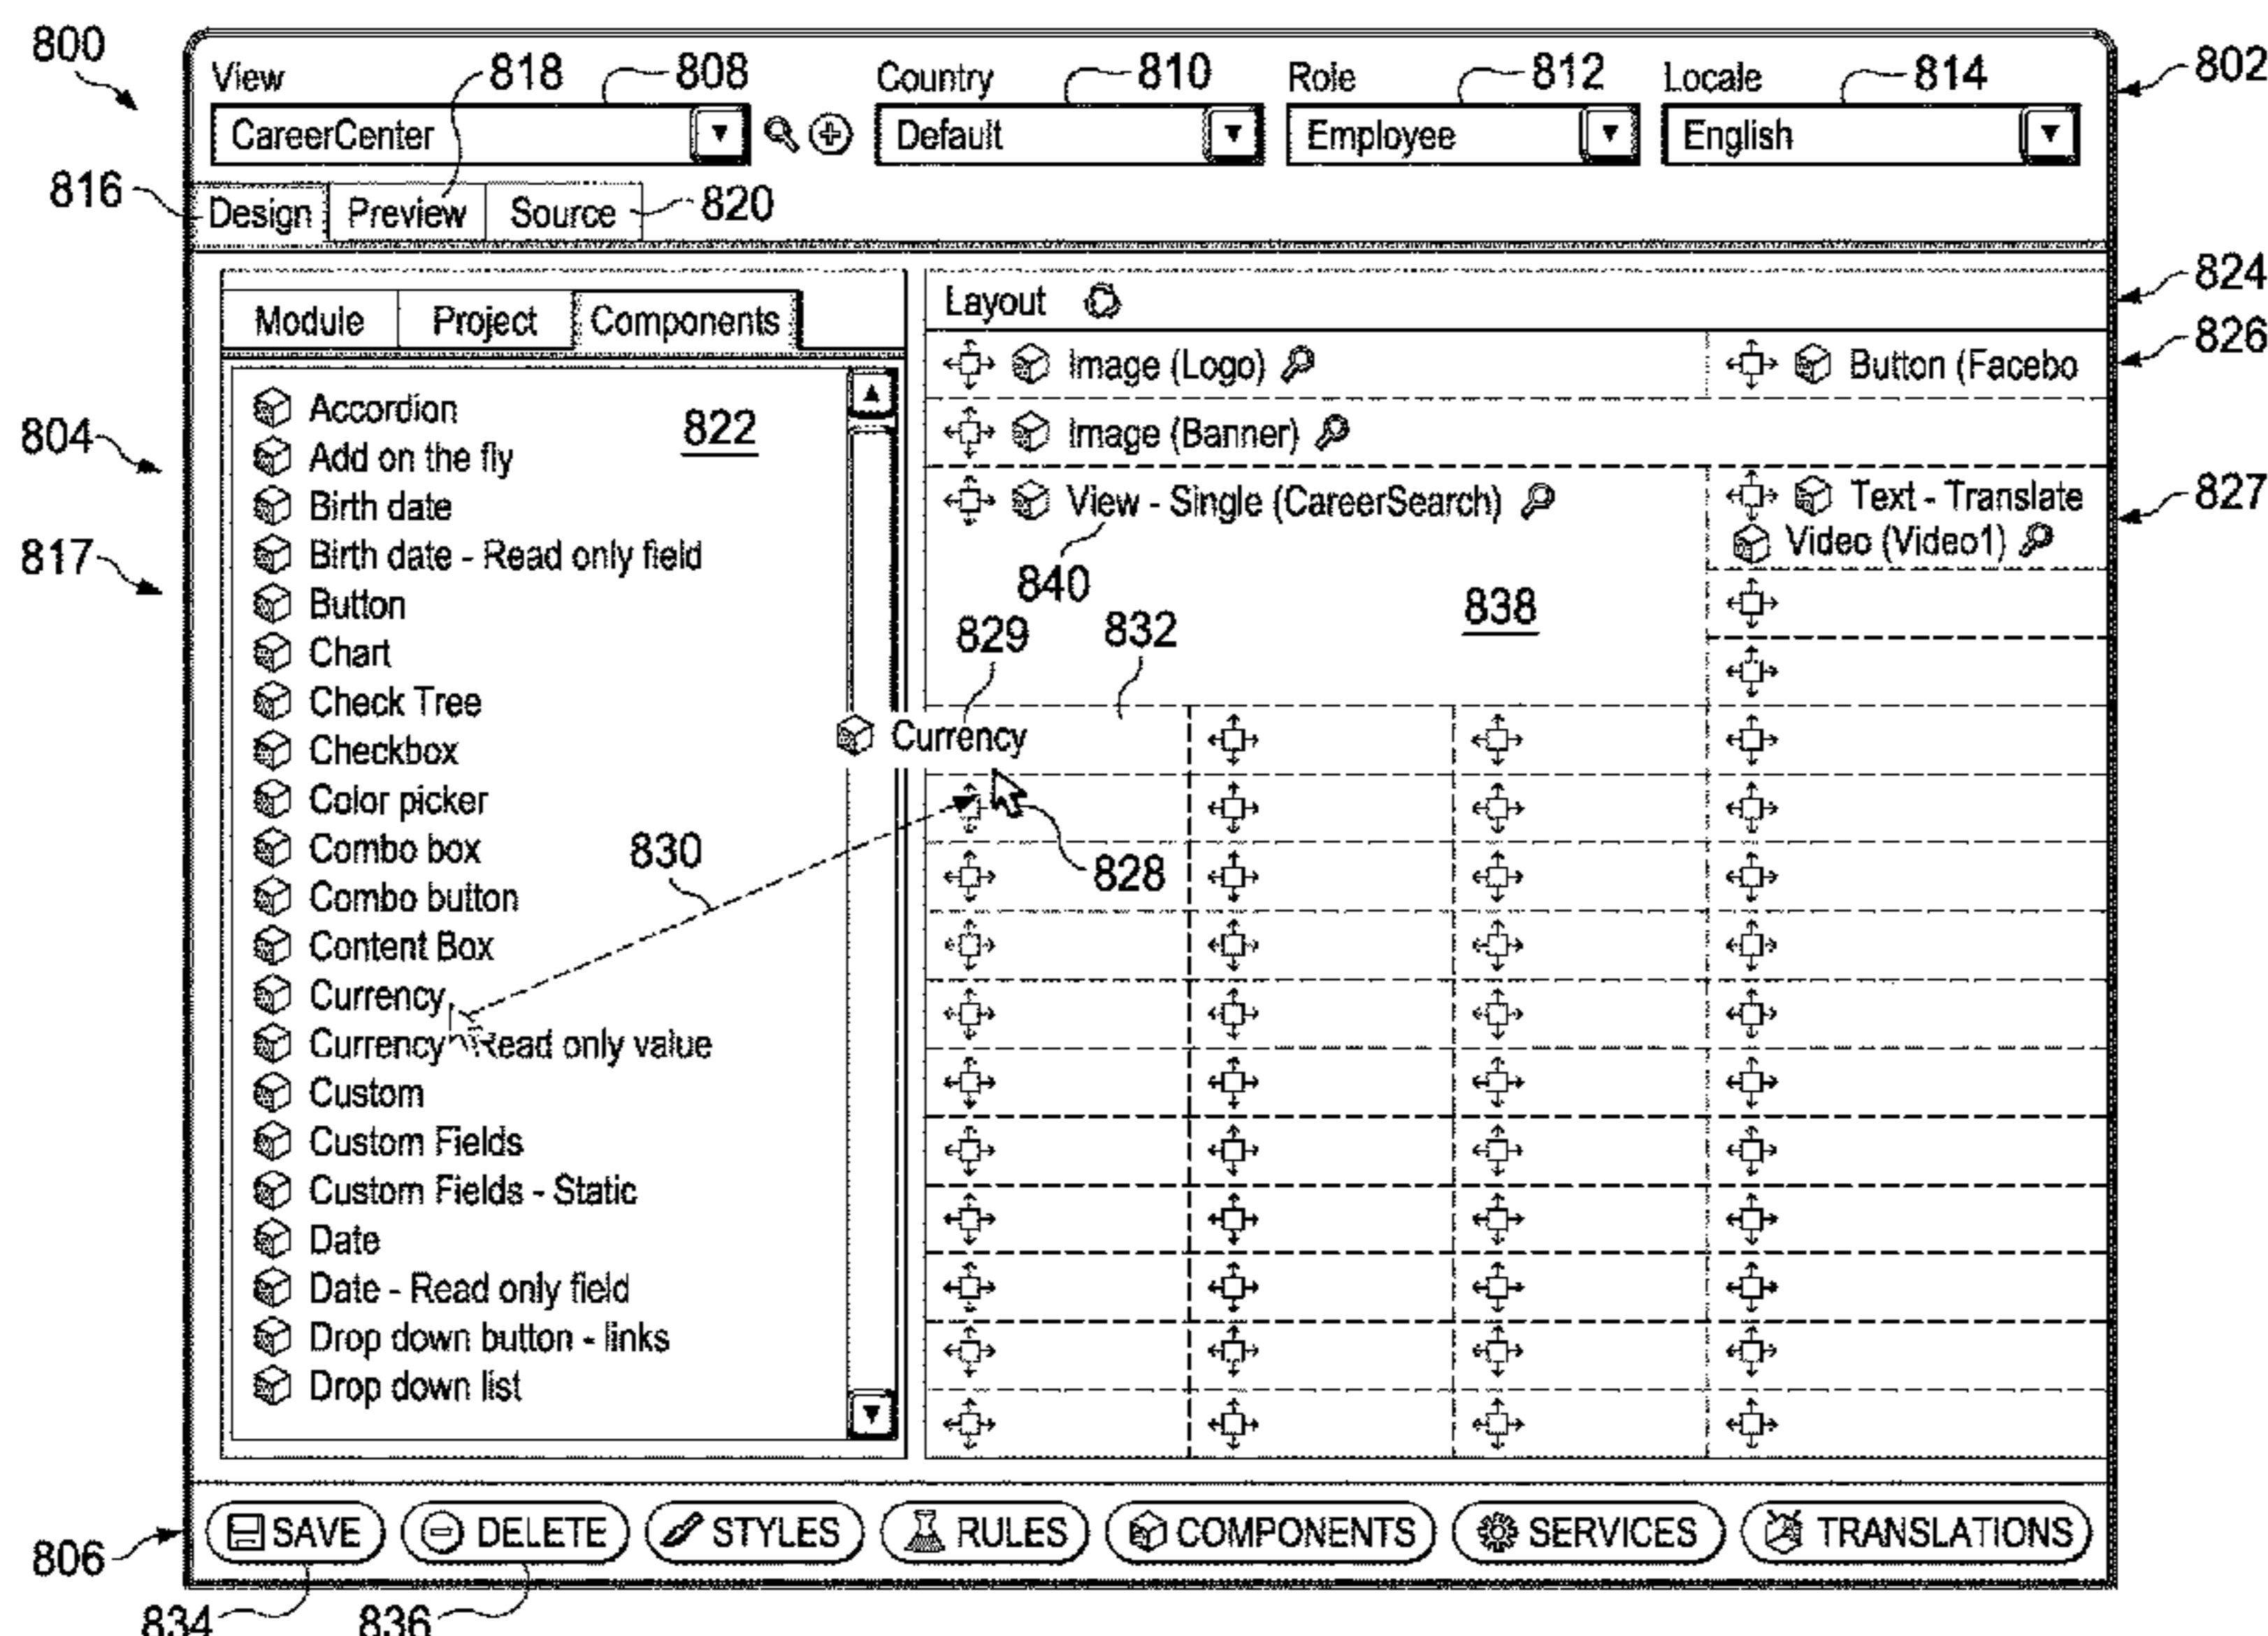 800
View 818 808 Country 810 Role 812 Locale 814 802
CareerCenter Default Employee English
816 Design Preview Source 820
824
Module Project Components
Layout
826
Image (Logo) Button (Facebo
Image (Banner)
View - Single (CareerSearch) Text - Translate 827
Video (Video1)
840
838
829 832
Currency
828
804
817
822
Accordion
Add on the fly
Birth date
Birth date - Read only field
Button
Chart
Check Tree
Checkbox
Color picker
Combo box
830
Combo button
Content Box
Currency
Currency Read only value
Custom
Custom Fields
Custom Fields - Static
Date
Date - Read only field
Drop down button - links
Drop down list
806 SAVE DELETE STYLES RULES COMPONENTS SERVICES TRANSLATIONS
834 836